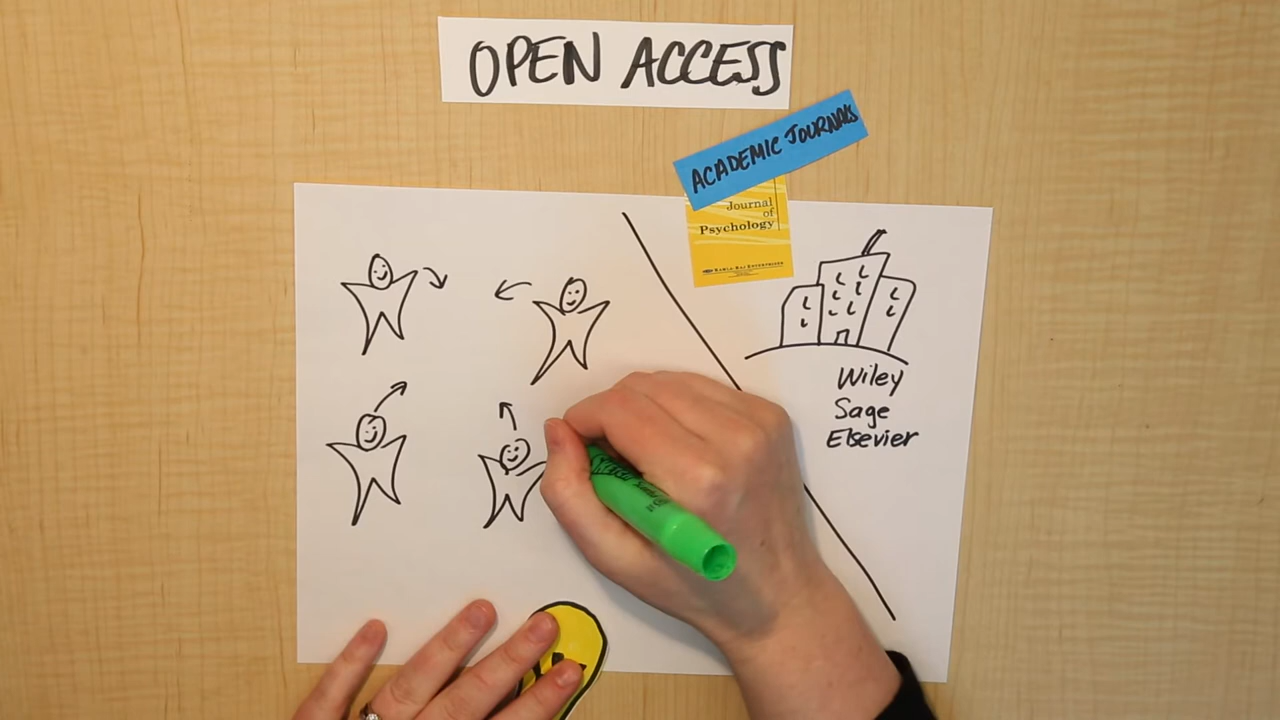 OPEN ACCESS
ACADEMIC JOURNALS
Journal
of
Psychology
Wiley
Sage
Elsevier